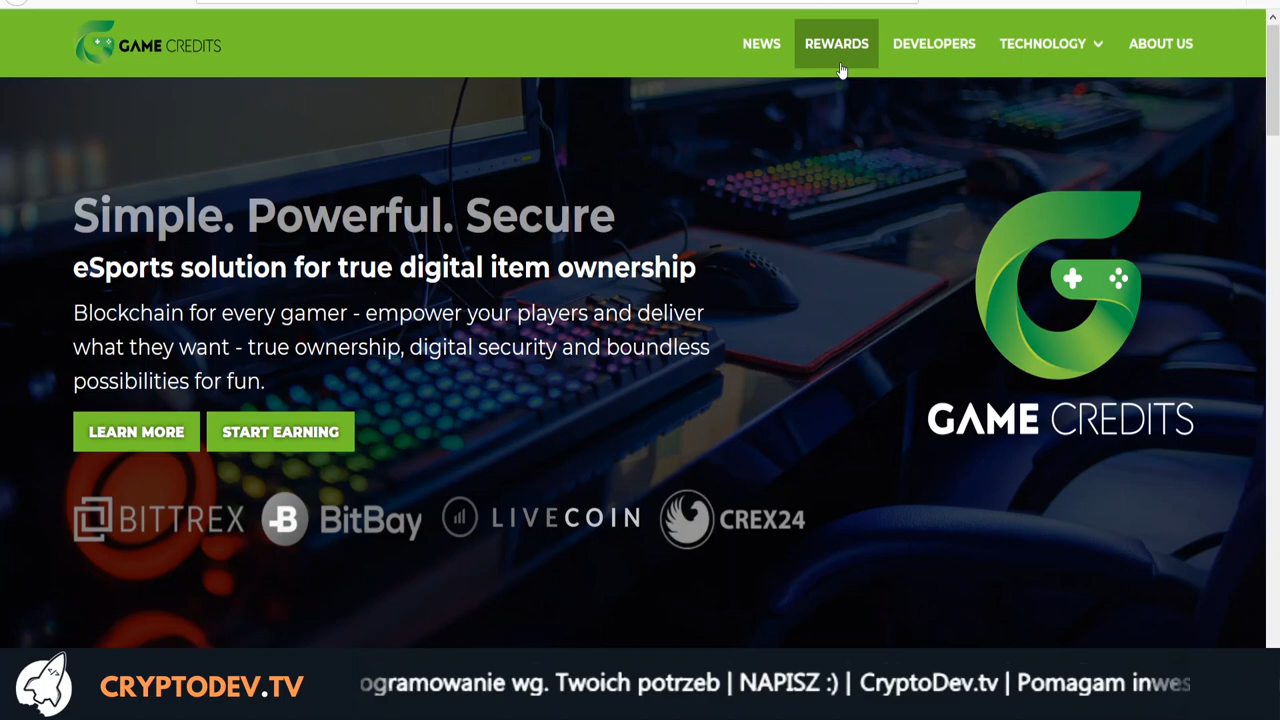 GAME CREDITS
NEWS REWARDS DEVELOPERS TECHNOLOGY ABOUT US
Simple. Powerful. Secure
eSports solution for true digital item ownership
Blockchain for every gamer - empower your players and deliver
what they want - true ownership, digital security and boundless
possibilities for fun.
LEARN MORE START EARNING
GAME CREDITS
BITTREX BitBay LIVECOIN CREX24
CRYPTODEV.TV
ogramowanie wg. Twoich potrzeb | NAPISZ :) | CryptoDev.tv | Pomagam inwes